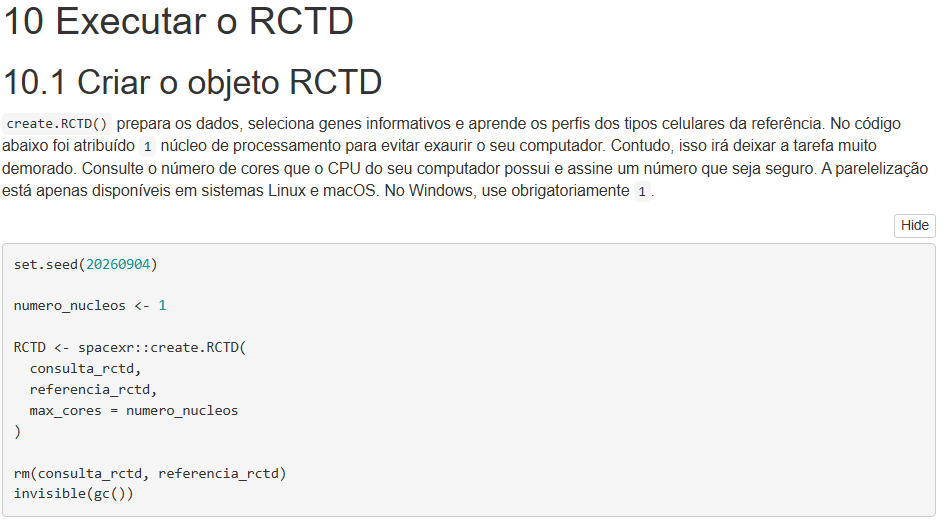 10 Executar o RCTD
10.1 Criar o objeto RCTD
create.RCTD() prepara os dados, seleciona genes informativos e aprende os perfis dos tipos celulares da referência. No código
abaixo foi atribuído 1 núcleo de processamento para evitar exaurir o seu computador. Contudo, isso irá deixar a tarefa muito
demorado. Consulte o número de cores que o CPU do seu computador possui e assine um número que seja seguro. A parelelização
está apenas disponíveis em sistemas Linux e macOS. No Windows, use obrigatoriamente 1.
Hide
set.seed(20260904)
numero_nucleos <- 1
RCTD <- spacexr::create.RCTD(
  consulta_rctd,
  referencia_rctd,
  max_cores = numero_nucleos
)
rm(consulta_rctd, referencia_rctd)
invisible(gc())